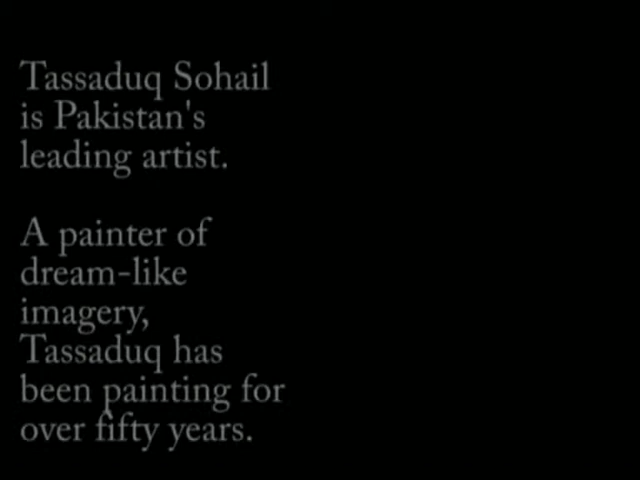 Tassaduq Sohail
is Pakistan's
leading artist.
A painter of
dream-like
imagery,
Tassaduq has
been painting for
over fifty years.